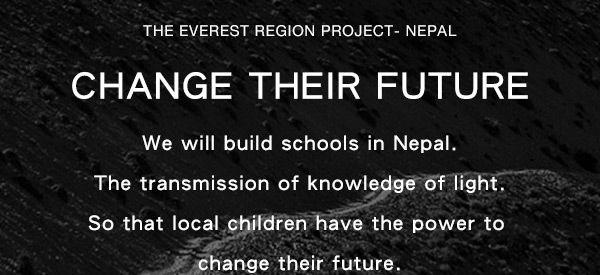 THE EVEREST REGION PROJECT- NEPAL
CHANGE THEIR FUTURE
We will build schools in Nepal.
The transmission of knowledge of light.
So that local children have the power to
change their future.